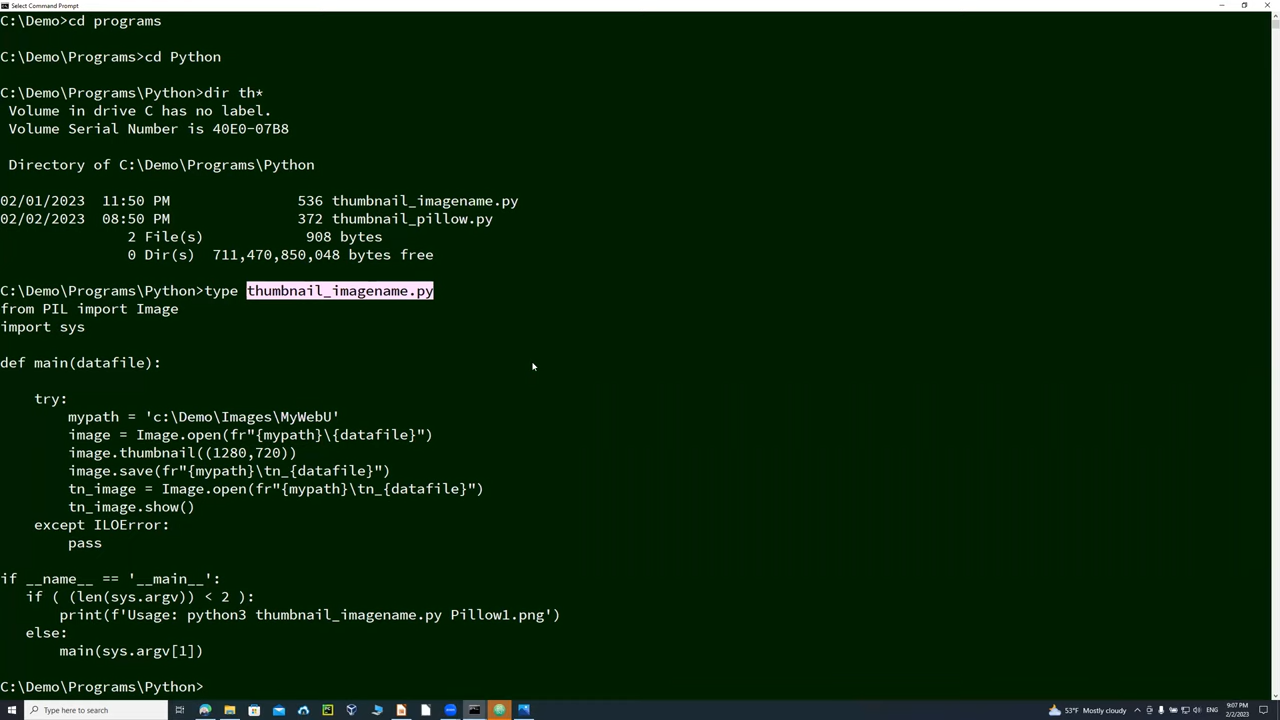 Select Command Prompt
C:\Demo>cd programs
C:\Demo\Programs>cd Python
C:\Demo\Programs\Python>dir th*
 Volume in drive C has no label.
 Volume Serial Number is 40E0-07B8
 Directory of C:\Demo\Programs\Python
02/01/2023  11:50 PM               536 thumbnail_imagename.py
02/02/2023  08:50 PM               372 thumbnail_pillow.py
               2 File(s)            908 bytes
               0 Dir(s)  711,470,850,048 bytes free
C:\Demo\Programs\Python>type thumbnail_imagename.py
from PIL import Image
import sys
def main(datafile):
    try:
        mypath = 'c:\Demo\Images\MyWebU'
        image = Image.open(fr"{mypath}\{datafile}")
        image.thumbnail((1280,720))
        image.save(fr"{mypath}\tn_{datafile}")
        tn_image = Image.open(fr"{mypath}\tn_{datafile}")
        tn_image.show()
    except ILOError:
        pass
if __name__ == '__main__':
   if ( (len(sys.argv)) < 2 ):
       print(f'Usage: python3 thumbnail_imagename.py Pillow1.png')
   else:
       main(sys.argv[1])
C:\Demo\Programs\Python>
Type here to search
53°F Mostly cloudy
ENG
9:07 PM
2/2/2023